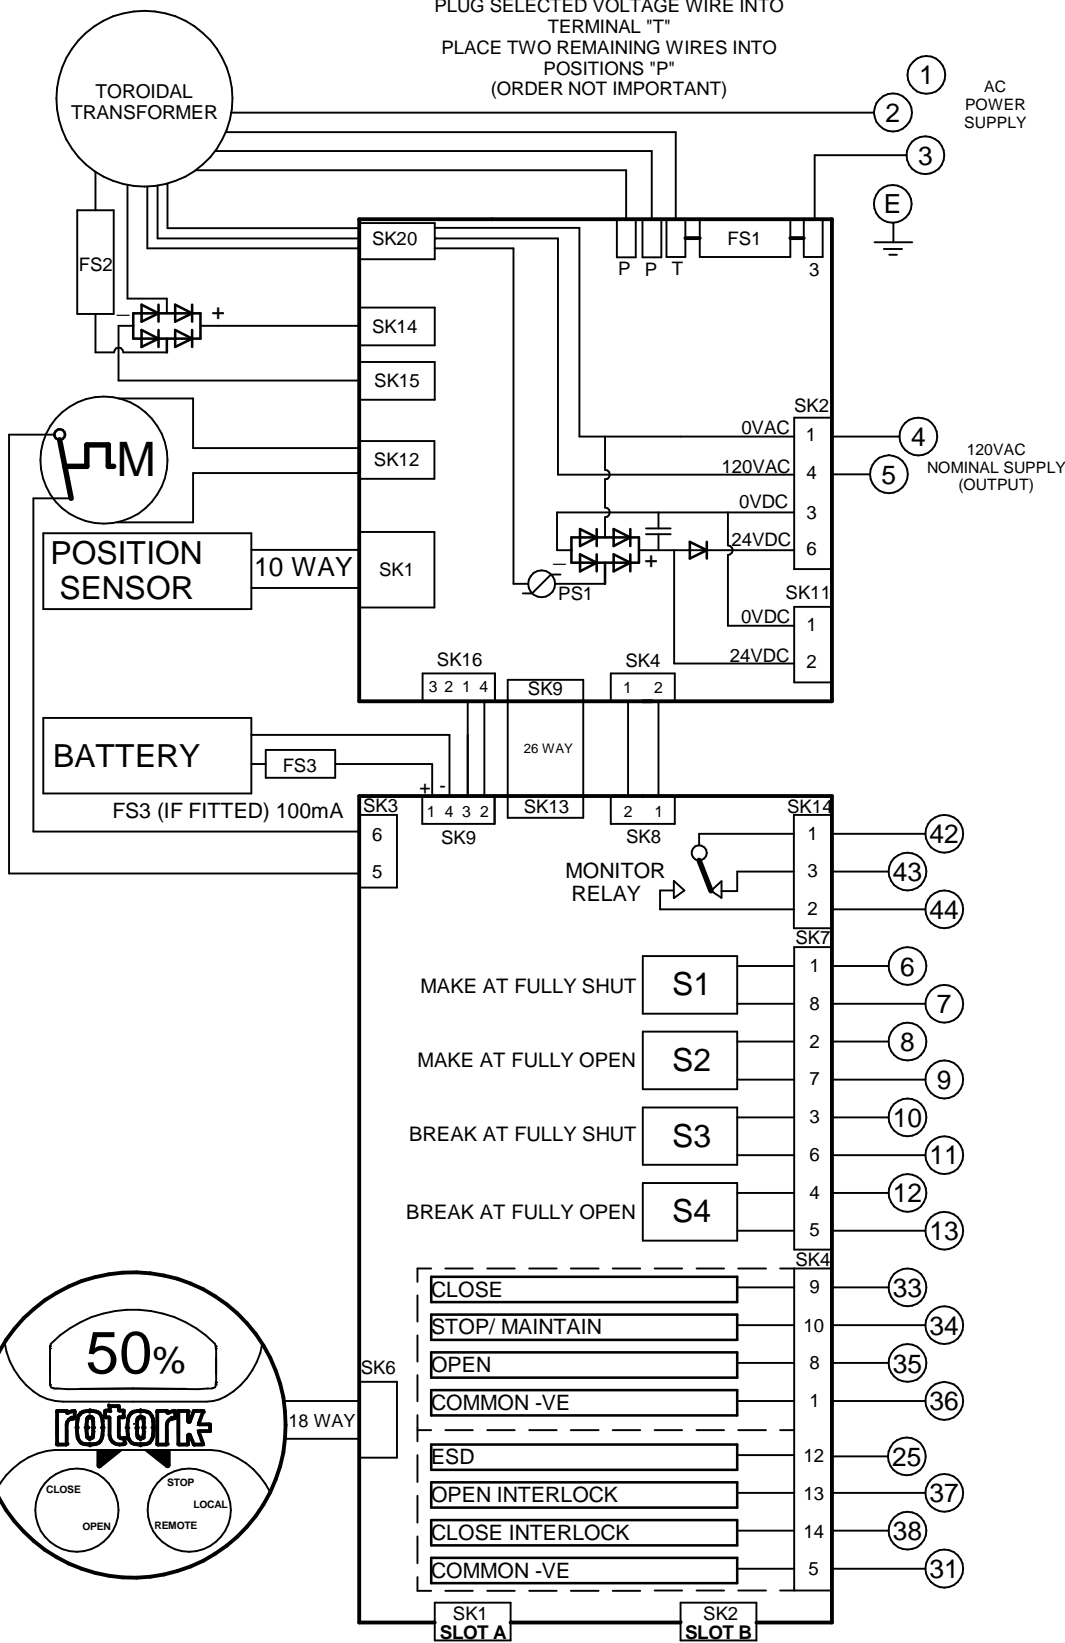 PLUG SELECTED VOLTAGE WIRE INTO
TERMINAL "T"
PLACE TWO REMAINING WIRES INTO
POSITIONS "P"
(ORDER NOT IMPORTANT)
TOROIDAL
TRANSFORMER
1
2
3
E
AC
POWER
SUPPLY
FS2
SK20
P P T
FS1
3
SK14
SK15
− +
M
SK12
POSITION
SENSOR
10 WAY
SK1
SK2
0VAC 1
120VAC 4
0VDC 3
24VDC 6
4
5
120VAC
NOMINAL SUPPLY
(OUTPUT)
− +
PS1
SK11
0VDC 1
24VDC 2
SK16
3 2 1 4
SK9
SK4
1 2
BATTERY
FS3
26 WAY
FS3 (IF FITTED) 100mA
+ -
SK3
6
5
1 4 3 2
SK9
SK13
2 1
SK8
SK14
MONITOR
RELAY
1 42
3 43
2 44
SK7
MAKE AT FULLY SHUT S1
1 6
8 7
MAKE AT FULLY OPEN S2
2 8
7 9
BREAK AT FULLY SHUT S3
3 10
6 11
BREAK AT FULLY OPEN S4
4 12
5 13
SK4
CLOSE 9 33
STOP/ MAINTAIN 10 34
OPEN 8 35
COMMON -VE 1 36
ESD 12 25
OPEN INTERLOCK 13 37
CLOSE INTERLOCK 14 38
COMMON -VE 5 31
50%
rotork
CLOSE
OPEN
STOP
LOCAL
REMOTE
18 WAY
SK6
SK1
SLOT A
SK2
SLOT B